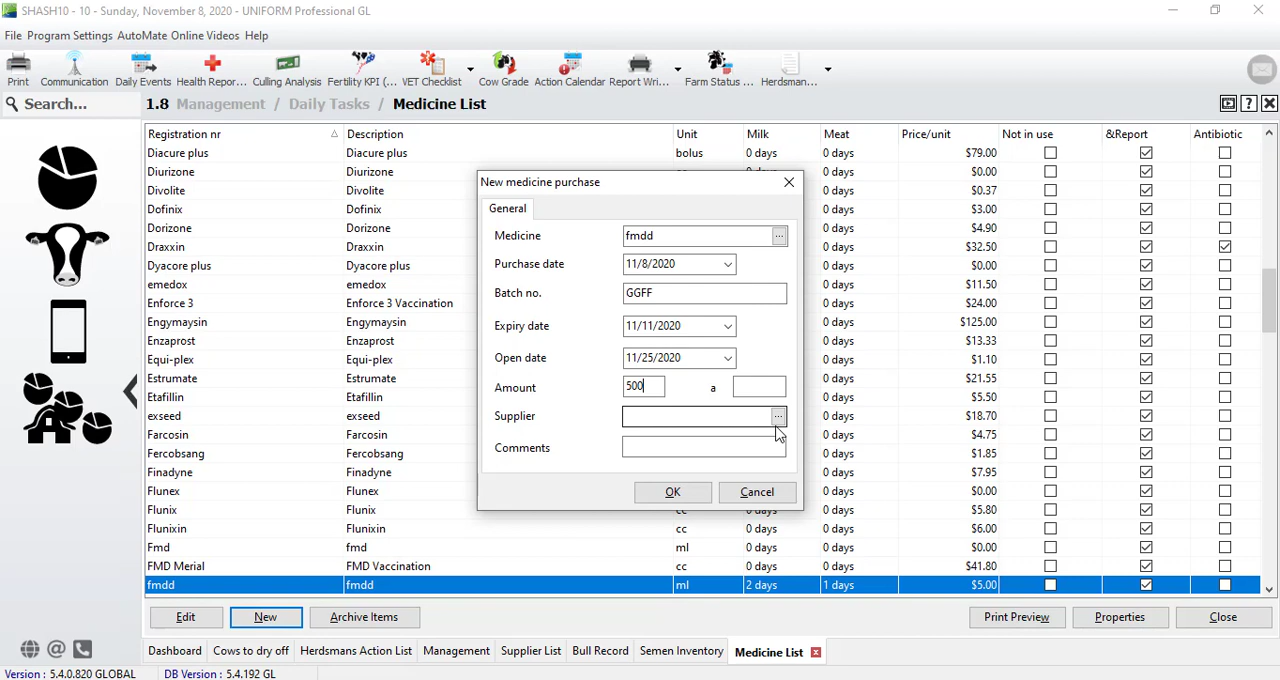 SHASH10 - 10 - Sunday, November 8, 2020 - UNIFORM Professional GL
File Program Settings AutoMate Online Videos Help
Print Communication Daily Events Health Repor... Culling Analysis Fertility KPI (... VET Checklist Cow Grade Action Calendar Report Wri... Farm Status ... Herdsman...
Search... 1.8 Management / Daily Tasks / Medicine List
Registration nr Description Unit Milk Meat Price/unit Not in use &Report Antibiotic
Diacure plus Diacure plus bolus 0 days 0 days $79.00
Diurizone Diurizone 0 days $0.00
Divolite Divolite 0 days $0.37
Dofinix Dofinix 0 days $3.00
Dorizone Dorizone 0 days $4.90
Draxxin Draxxin 0 days $32.50
Dyacore plus Dyacore plus 0 days $0.00
emedox emedox 0 days $11.50
Enforce 3 Enforce 3 Vaccination 0 days $24.00
Engymaysin Engymaysin 0 days $125.00
Enzaprost Enzaprost 0 days $13.33
Equi-plex Equi-plex 0 days $1.10
Estrumate Estrumate 0 days $21.55
Etafillin Etafillin 0 days $5.50
exseed exseed 0 days $18.70
Farcosin Farcosin 0 days $4.75
Fercobsang Fercobsang 0 days $1.85
Finadyne Finadyne 0 days $7.95
Flunex Flunex 0 days $0.00
Flunix Flunix cc 0 days 0 days $5.80
Flunixin Flunixin cc 0 days 0 days $6.00
Fmd fmd ml 0 days 0 days $0.00
FMD Merial FMD Vaccination cc 0 days 0 days $41.80
fmdd fmdd ml 2 days 1 days $5.00
New medicine purchase
General
Medicine fmdd ...
Purchase date 11/8/2020
Batch no. GGFF
Expiry date 11/11/2020
Open date 11/25/2020
Amount 500 a
Supplier ...
Comments
OK Cancel
Edit New Archive Items Print Preview Properties Close
Dashboard Cows to dry off Herdsmans Action List Management Supplier List Bull Record Semen Inventory Medicine List
Version : 5.4.0.820 GLOBAL DB Version : 5.4.192 GL